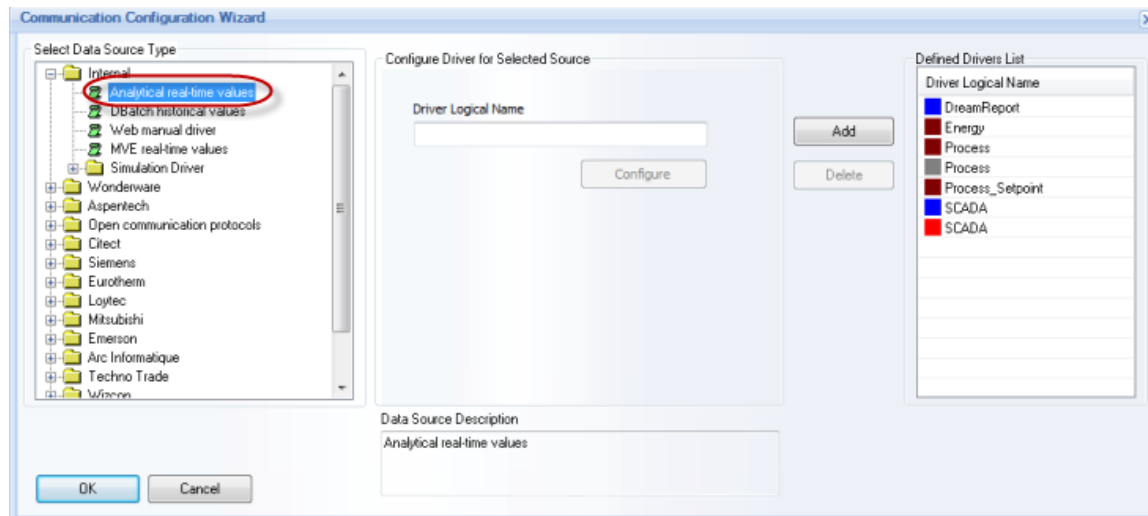 Communication Configuration Wizard
Select Data Source Type
Internal
Analytical real-time values
DBatch historical values
Web manual driver
MVE real-time values
Simulation Driver
Wonderware
Aspentech
Open communication protocols
Citect
Siemens
Eurotherm
Loytec
Mitsubishi
Emerson
Arc Informatique
Techno Trade
Wizcon
OK
Cancel
Configure Driver for Selected Source
Driver Logical Name
Configure
Data Source Description
Analytical real-time values
Add
Delete
Defined Drivers List
Driver Logical Name
DreamReport
Energy
Process
Process
Process_Setpoint
SCADA
SCADA